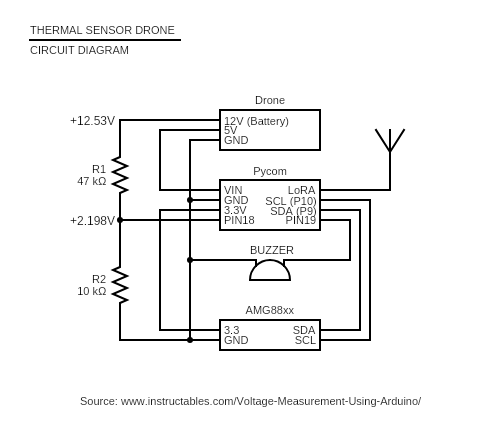 THERMAL SENSOR DRONE
CIRCUIT DIAGRAM
Drone
+12.53V
12V (Battery)
5V
GND
R1
47 kΩ
Pycom
VIN
LoRA
GND
SCL (P10)
3.3V
SDA (P9)
+2.198V
PIN18
PIN19
BUZZER
R2
10 kΩ
AMG88xx
3.3
SDA
GND
SCL
Source: www.instructables.com/Voltage-Measurement-Using-Arduino/